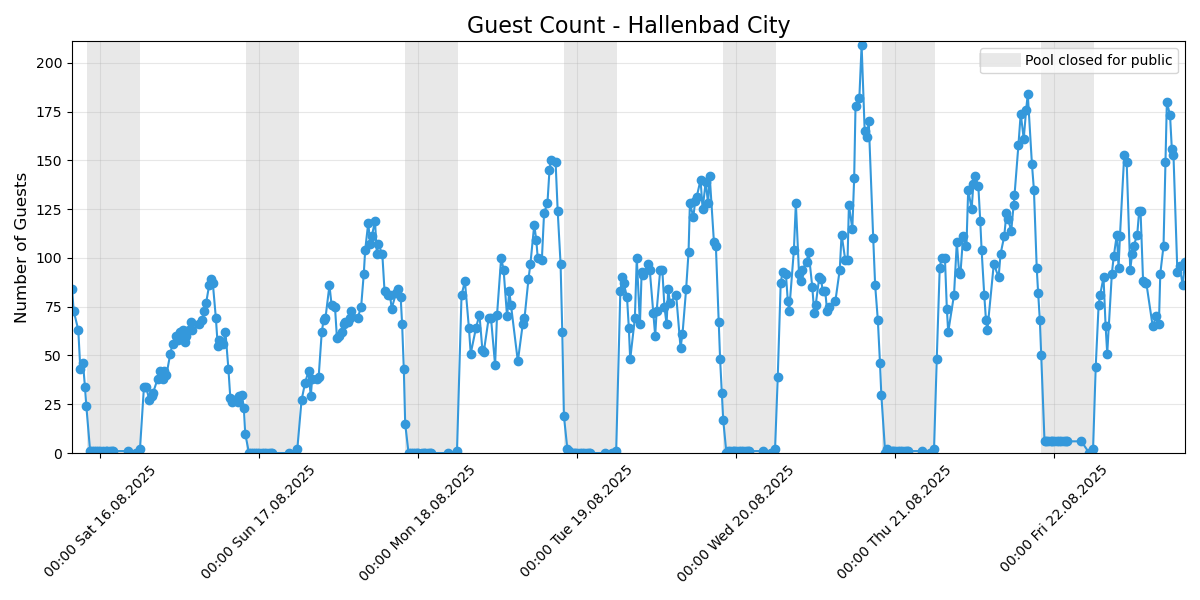 Guest Count - Hallenbad City
Pool closed for public
Number of Guests
200
175
150
125
100
75
50
25
0
00:00 Sat 16.08.2025
00:00 Sun 17.08.2025
00:00 Mon 18.08.2025
00:00 Tue 19.08.2025
00:00 Wed 20.08.2025
00:00 Thu 21.08.2025
00:00 Fri 22.08.2025